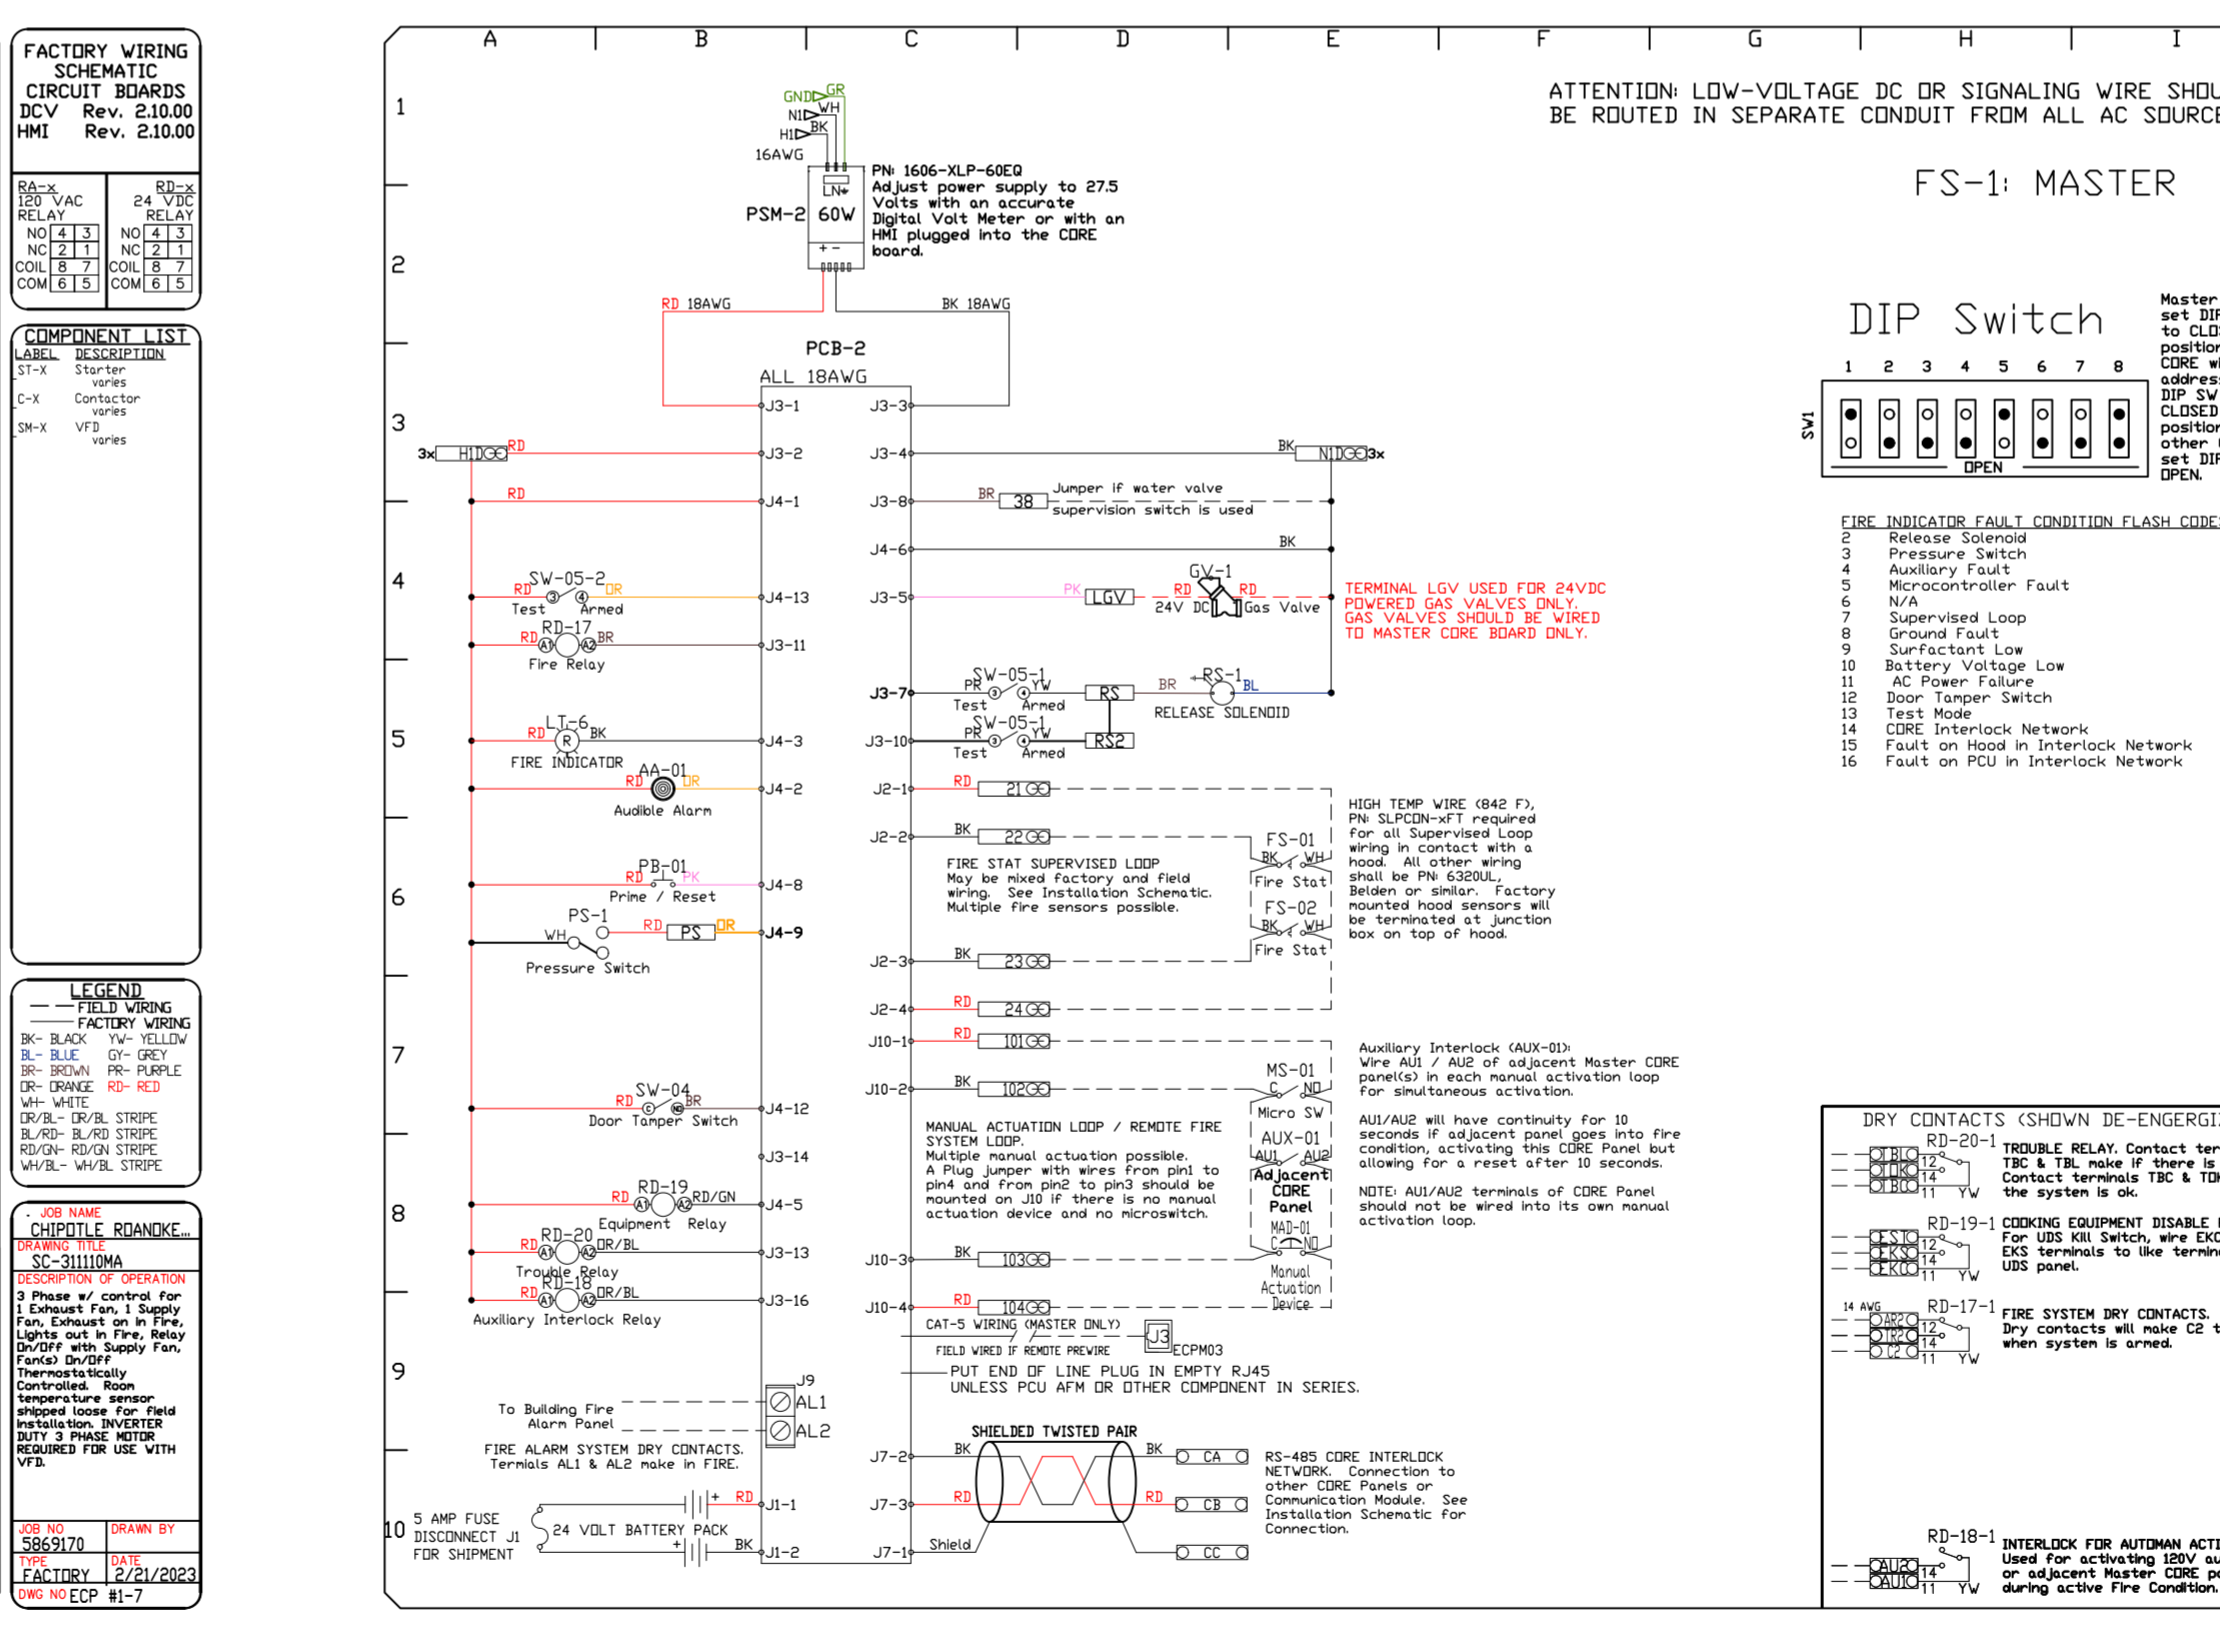 FACTORY WIRING
SCHEMATIC
CIRCUIT BOARDS
DCV Rev. 2.10.00
HMI Rev. 2.10.00
RA-x
120 VAC
RELAY
NO 4 3
NC 2 1
COIL 8 7
COM 6 5
RD-x
24 VDC
RELAY
NO 4 3
NC 2 1
COIL 8 7
COM 6 5
COMPONENT LIST
LABEL DESCRIPTION
ST-X Starter
varies
C-X Contactor
varies
SM-X VFD
varies
LEGEND
FIELD WIRING
FACTORY WIRING
BK- BLACK YW- YELLOW
BL- BLUE GY- GREY
BR- BROWN PR- PURPLE
OR- ORANGE RD- RED
WH- WHITE
OR/BL- OR/BL STRIPE
BL/RD- BL/RD STRIPE
RD/GN- RD/GN STRIPE
WH/BL- WH/BL STRIPE
JOB NAME
CHIPOTLE ROANOKE...
DRAWING TITLE
SC-311110MA
DESCRIPTION OF OPERATION
3 Phase w/ control for
1 Exhaust Fan, 1 Supply
Fan, Exhaust on in Fire,
Lights out in Fire, Relay
On/Off with Supply Fan,
Fan(s) On/Off
Thermostatically
Controlled. Room
temperature sensor
shipped loose for field
installation. INVERTER
DUTY 3 PHASE MOTOR
REQUIRED FOR USE WITH
VFD.
JOB NO
5869170
DRAWN BY
TYPE
FACTORY
DATE
2/21/2023
DWG NO ECP #1-7
A B C D E F G H I
1
2
3
4
5
6
7
8
9
10
ATTENTION: LOW-VOLTAGE DC OR SIGNALING WIRE SHOU
BE ROUTED IN SEPARATE CONDUIT FROM ALL AC SOURCE
FS-1: MASTER
GND GR
N1 WH
H1 BK
16AWG
LN
PSM-2 60W
+ -
PN: 1606-XLP-60EQ
Adjust power supply to 27.5
Volts with an accurate
Digital Volt Meter or with an
HMI plugged into the CORE
board.
RD 18AWG
BK 18AWG
PCB-2
ALL 18AWG
J3-1 J3-3
3x H1D RD J3-2 J3-4 BK N1D 3x
RD J4-1 J3-8 BR 38
Jumper if water valve
supervision switch is used
J4-6 BK
SW-05-2
RD 3 4 OR J4-13
Test Armed
J3-5 PK LGV RD GV-1 RD
24V DC Gas Valve
TERMINAL LGV USED FOR 24VDC
POWERED GAS VALVES ONLY.
GAS VALVES SHOULD BE WIRED
TO MASTER CORE BOARD ONLY.
RD-17
RD A1 A2 BR J3-11
Fire Relay
SW-05-1
J3-7 PR 3 4 YW RS BR RS-1 BL
Test Armed
RELEASE SOLENOID
SW-05-1
J3-10 PR 3 4 YW RS2
Test Armed
LT-6
RD R BK J4-3
FIRE INDICATOR
AA-01
RD OR J4-2
Audible Alarm
J2-1 RD 21
J2-2 BK 22
FIRE STAT SUPERVISED LOOP
May be mixed factory and field
wiring. See Installation Schematic.
Multiple fire sensors possible.
FS-01
BK WH
Fire Stat
FS-02
BK WH
Fire Stat
HIGH TEMP WIRE (842 F),
PN: SLPCON-xFT required
for all Supervised Loop
wiring in contact with a
hood. All other wiring
shall be PN: 6320UL,
Belden or similar. Factory
mounted hood sensors will
be terminated at junction
box on top of hood.
PB-01
RD PK J4-8
Prime / Reset
PS-1
WH RD PS OR J4-9
Pressure Switch
J2-3 BK 23
J2-4 RD 24
J10-1 RD 101
J10-2 BK 102
MS-01
C NO
Micro SW
AUX-01
AU1 AU2
Adjacent
CORE
Panel
MAD-01
C NO
Manual
Actuation
Device
Auxiliary Interlock (AUX-01):
Wire AU1 / AU2 of adjacent Master CORE
panel(s) in each manual activation loop
for simultaneous activation.
AU1/AU2 will have continuity for 10
seconds if adjacent panel goes into fire
condition, activating this CORE Panel but
allowing for a reset after 10 seconds.
NOTE: AU1/AU2 terminals of CORE Panel
should not be wired into its own manual
activation loop.
MANUAL ACTUATION LOOP / REMOTE FIRE
SYSTEM LOOP.
Multiple manual actuation possible.
A Plug jumper with wires from pin1 to
pin4 and from pin2 to pin3 should be
mounted on J10 if there is no manual
actuation device and no microswitch.
SW-04
RD C NO BR J4-12
Door Tamper Switch
J3-14
RD-19
RD A1 A2 RD/GN J4-5
Equipment Relay
RD-20
RD A1 A2 OR/BL J3-13
Trouble Relay
RD-18
RD A1 A2 OR/BL J3-16
Auxiliary Interlock Relay
J10-3 BK 103
J10-4 RD 104
CAT-5 WIRING (MASTER ONLY)
FIELD WIRED IF REMOTE PREWIRE
J3 ECPM03
PUT END OF LINE PLUG IN EMPTY RJ45
UNLESS PCU AFM OR OTHER COMPONENT IN SERIES.
J9
AL1
AL2
To Building Fire
Alarm Panel
FIRE ALARM SYSTEM DRY CONTACTS.
Termials AL1 & AL2 make in FIRE.
SHIELDED TWISTED PAIR
J7-2 BK BK CA
J7-3 RD RD CB
J7-1 Shield CC
RS-485 CORE INTERLOCK
NETWORK. Connection to
other CORE Panels or
Communication Module. See
Installation Schematic for
Connection.
5 AMP FUSE
DISCONNECT J1
FOR SHIPMENT
24 VOLT BATTERY PACK
+ RD J1-1
+ BK J1-2
DIP Switch
1 2 3 4 5 6 7 8
SW1
OPEN
Master
set DIP
to CLOS
position
CORE wi
address
DIP SW
CLOSED
position
other
set DIP
OPEN.
FIRE INDICATOR FAULT CONDITION FLASH CODES
2 Release Solenoid
3 Pressure Switch
4 Auxiliary Fault
5 Microcontroller Fault
6 N/A
7 Supervised Loop
8 Ground Fault
9 Surfactant Low
10 Battery Voltage Low
11 AC Power Failure
12 Door Tamper Switch
13 Test Mode
14 CORE Interlock Network
15 Fault on Hood in Interlock Network
16 Fault on PCU in Interlock Network
DRY CONTACTS (SHOWN DE-ENGERGI
RD-20-1
TBL
TOK 12
TBC 14
11 YW
TROUBLE RELAY. Contact ter
TBC & TBL make if there is
Contact terminals TBC & TOK
the system is ok.
RD-19-1
EST
EKS 12
EKC 14
11 YW
COOKING EQUIPMENT DISABLE
For UDS Kill Switch, wire EKC
EKS terminals to like termin
UDS panel.
14 AWG
RD-17-1
AR2
TR2 12
C2 14
11 YW
FIRE SYSTEM DRY CONTACTS.
Dry contacts will make C2 t
when system is armed.
RD-18-1
AU2
AU1 14
11 YW
INTERLOCK FOR AUTOMAN ACTI
Used for activating 120V au
or adjacent Master CORE p
during active Fire Condition.